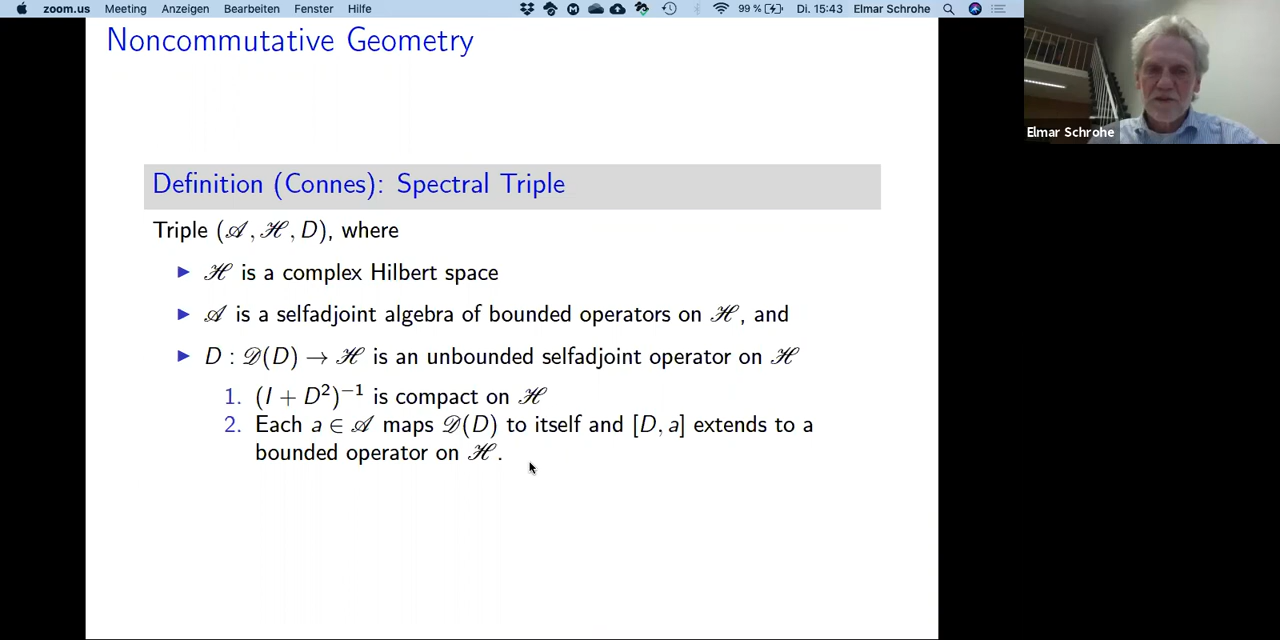 zoom.us Meeting Anzeigen Bearbeiten Fenster Hilfe 99 % Di. 15:43 Elmar Schrohe
Noncommutative Geometry
Elmar Schrohe
Definition (Connes): Spectral Triple
Triple (𝒜, ℋ, D), where
▶ ℋ is a complex Hilbert space
▶ 𝒜 is a selfadjoint algebra of bounded operators on ℋ, and
▶ D : 𝒟(D) → ℋ is an unbounded selfadjoint operator on ℋ
1. (I + D²)⁻¹ is compact on ℋ
2. Each a ∈ 𝒜 maps 𝒟(D) to itself and [D, a] extends to a
bounded operator on ℋ.